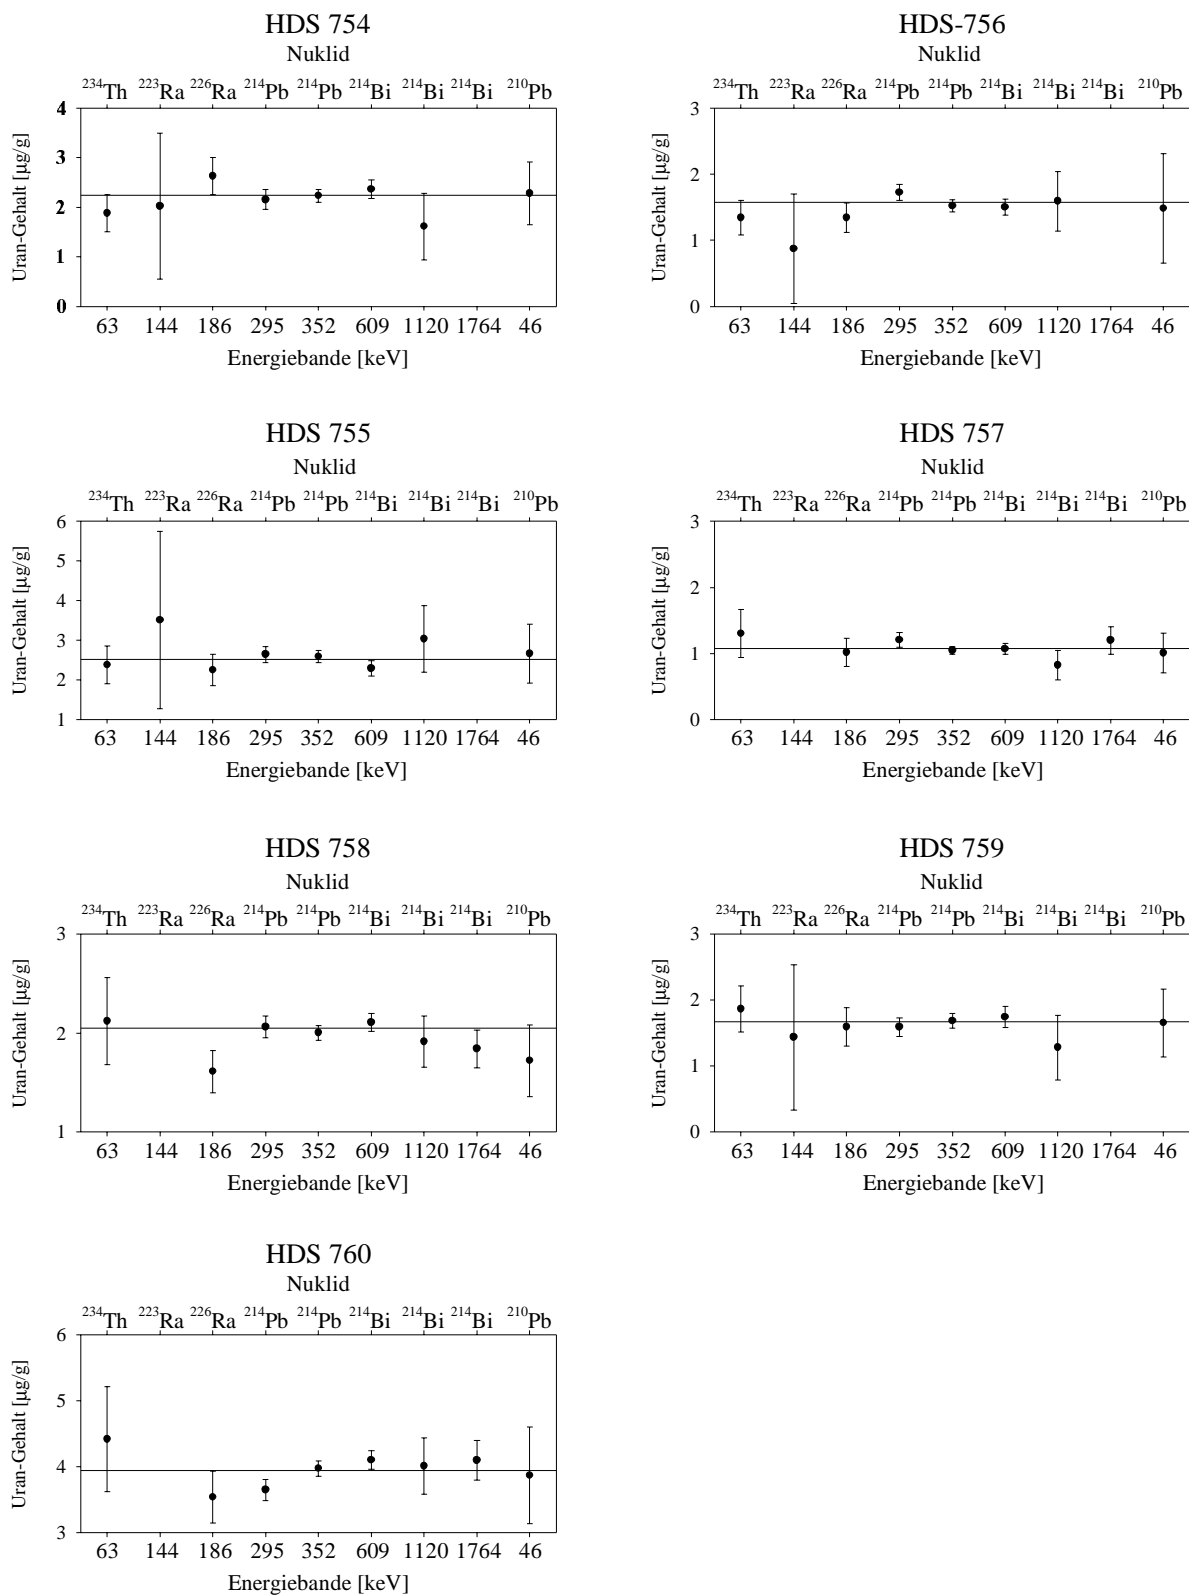 HDS 754
Nuklid
²³⁴Th ²²³Ra ²²⁶Ra ²¹⁴Pb ²¹⁴Pb ²¹⁴Bi ²¹⁴Bi ²¹⁴Bi ²¹⁰Pb
4
3
2
1
0
Uran-Gehalt [µg/g]
63 144 186 295 352 609 1120 1764 46
Energiebande [keV]
HDS-756
Nuklid
²³⁴Th ²²³Ra ²²⁶Ra ²¹⁴Pb ²¹⁴Pb ²¹⁴Bi ²¹⁴Bi ²¹⁴Bi ²¹⁰Pb
3
2
1
0
Uran-Gehalt [µg/g]
63 144 186 295 352 609 1120 1764 46
Energiebande [keV]
HDS 755
Nuklid
²³⁴Th ²²³Ra ²²⁶Ra ²¹⁴Pb ²¹⁴Pb ²¹⁴Bi ²¹⁴Bi ²¹⁴Bi ²¹⁰Pb
6
5
4
3
2
1
Uran-Gehalt [µg/g]
63 144 186 295 352 609 1120 1764 46
Energiebande [keV]
HDS 757
Nuklid
²³⁴Th ²²³Ra ²²⁶Ra ²¹⁴Pb ²¹⁴Pb ²¹⁴Bi ²¹⁴Bi ²¹⁴Bi ²¹⁰Pb
3
2
1
0
Uran-Gehalt [µg/g]
63 144 186 295 352 609 1120 1764 46
Energiebande [keV]
HDS 758
Nuklid
²³⁴Th ²²³Ra ²²⁶Ra ²¹⁴Pb ²¹⁴Pb ²¹⁴Bi ²¹⁴Bi ²¹⁴Bi ²¹⁰Pb
3
2
1
Uran-Gehalt [µg/g]
63 144 186 295 352 609 1120 1764 46
Energiebande [keV]
HDS 759
Nuklid
²³⁴Th ²²³Ra ²²⁶Ra ²¹⁴Pb ²¹⁴Pb ²¹⁴Bi ²¹⁴Bi ²¹⁴Bi ²¹⁰Pb
3
2
1
0
Uran-Gehalt [µg/g]
63 144 186 295 352 609 1120 1764 46
Energiebande [keV]
HDS 760
Nuklid
²³⁴Th ²²³Ra ²²⁶Ra ²¹⁴Pb ²¹⁴Pb ²¹⁴Bi ²¹⁴Bi ²¹⁴Bi ²¹⁰Pb
6
5
4
3
Uran-Gehalt [µg/g]
63 144 186 295 352 609 1120 1764 46
Energiebande [keV]